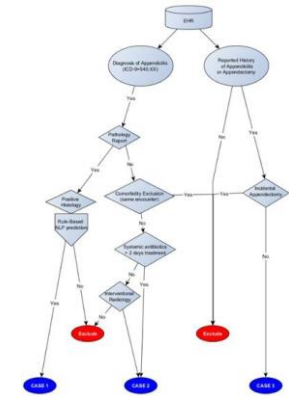 EHR
Diagnosis of Appendicitis
(ICD-9=540.XX)
Reported History
of Appendicitis
or Appendectomy
Yes
Pathology
Report
No
Yes
Yes
No
Positive
Histology
Comorbidity Exclusion
(same encounter)
Yes
Yes
Incidental
Appendectomy
Rule-Based
NLP prediction
No
Systemic antibiotics
> 2 days treatment
No
No
Yes
Interventional
Radiology
Yes
No
No
Yes
Exclude
Exclude
CASE 1
CASE 2
CASE 3